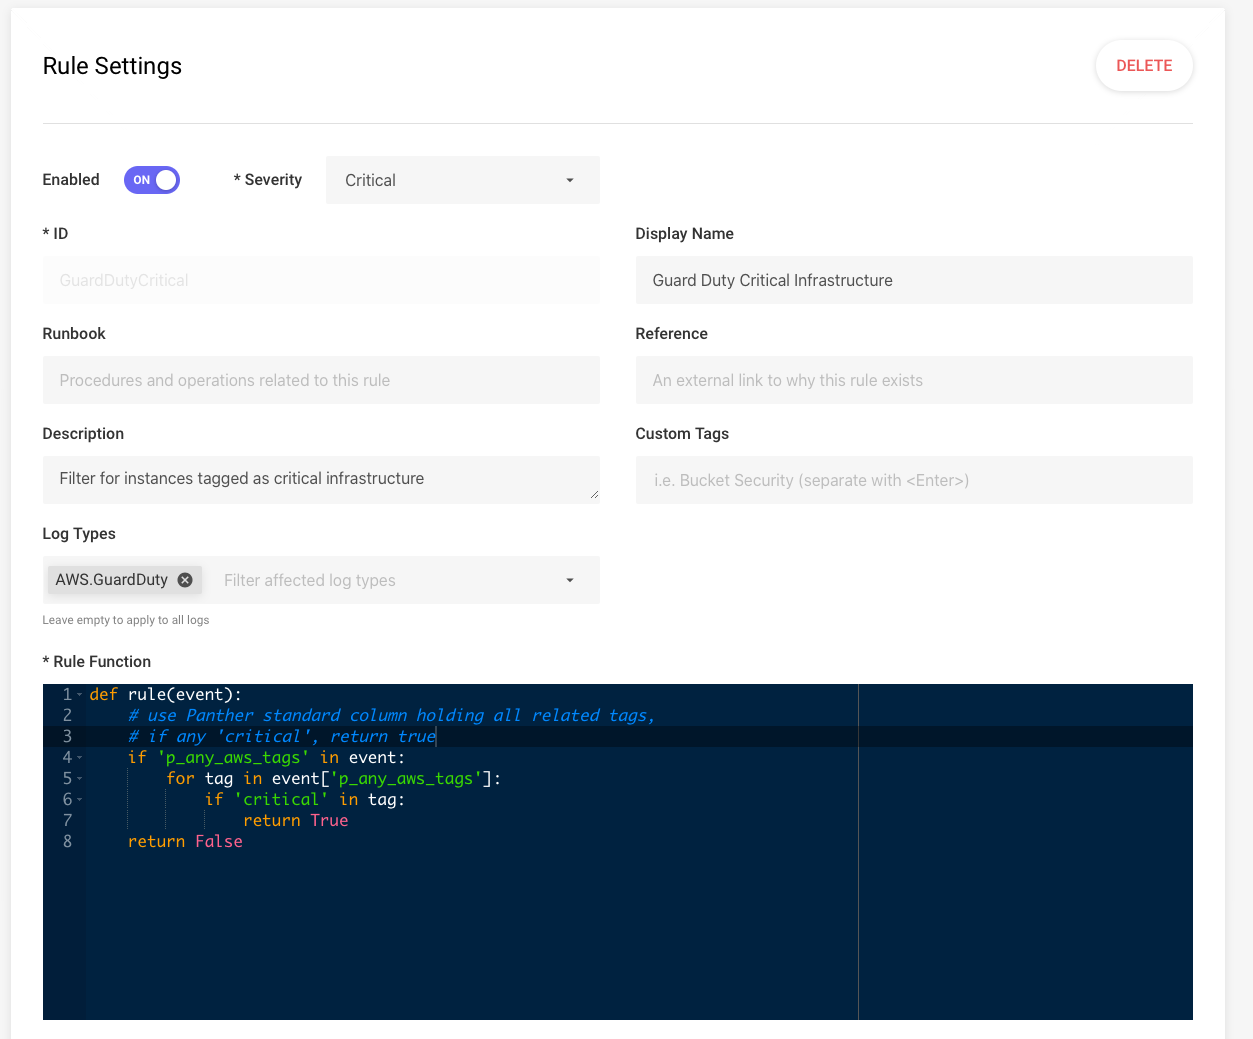 Rule Settings
DELETE
Enabled
ON
* Severity
Critical
* ID
Display Name
GuardDutyCritical
Guard Duty Critical Infrastructure
Runbook
Reference
Procedures and operations related to this rule
An external link to why this rule exists
Description
Custom Tags
Filter for instances tagged as critical infrastructure
i.e. Bucket Security (separate with <Enter>)
Log Types
AWS.GuardDuty
Filter affected log types
Leave empty to apply to all logs
* Rule Function
1 def rule(event):
2     # use Panther standard column holding all related tags,
3     # if any 'critical', return true
4     if 'p_any_aws_tags' in event:
5         for tag in event['p_any_aws_tags']:
6             if 'critical' in tag:
7                 return True
8     return False